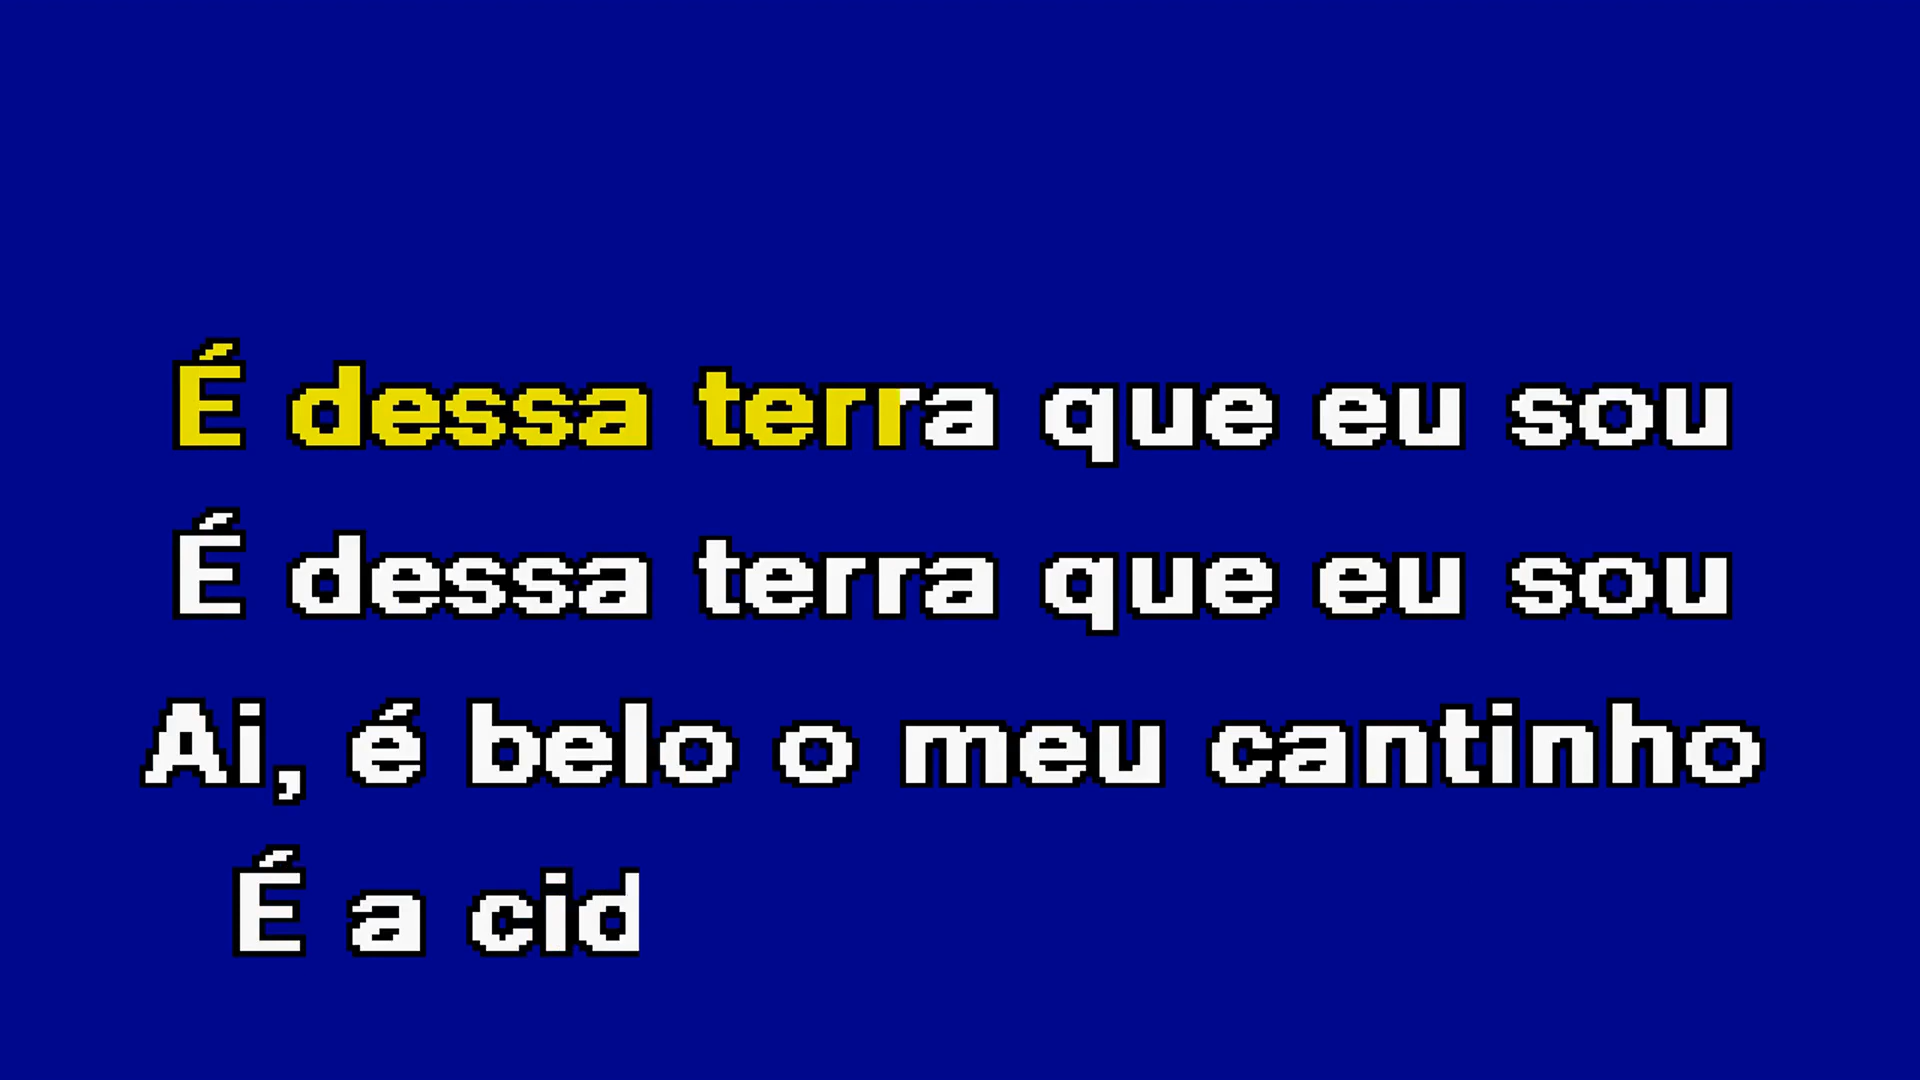 É dessa terra que eu sou
É dessa terra que eu sou
Ai, é belo o meu cantinho
É a cid